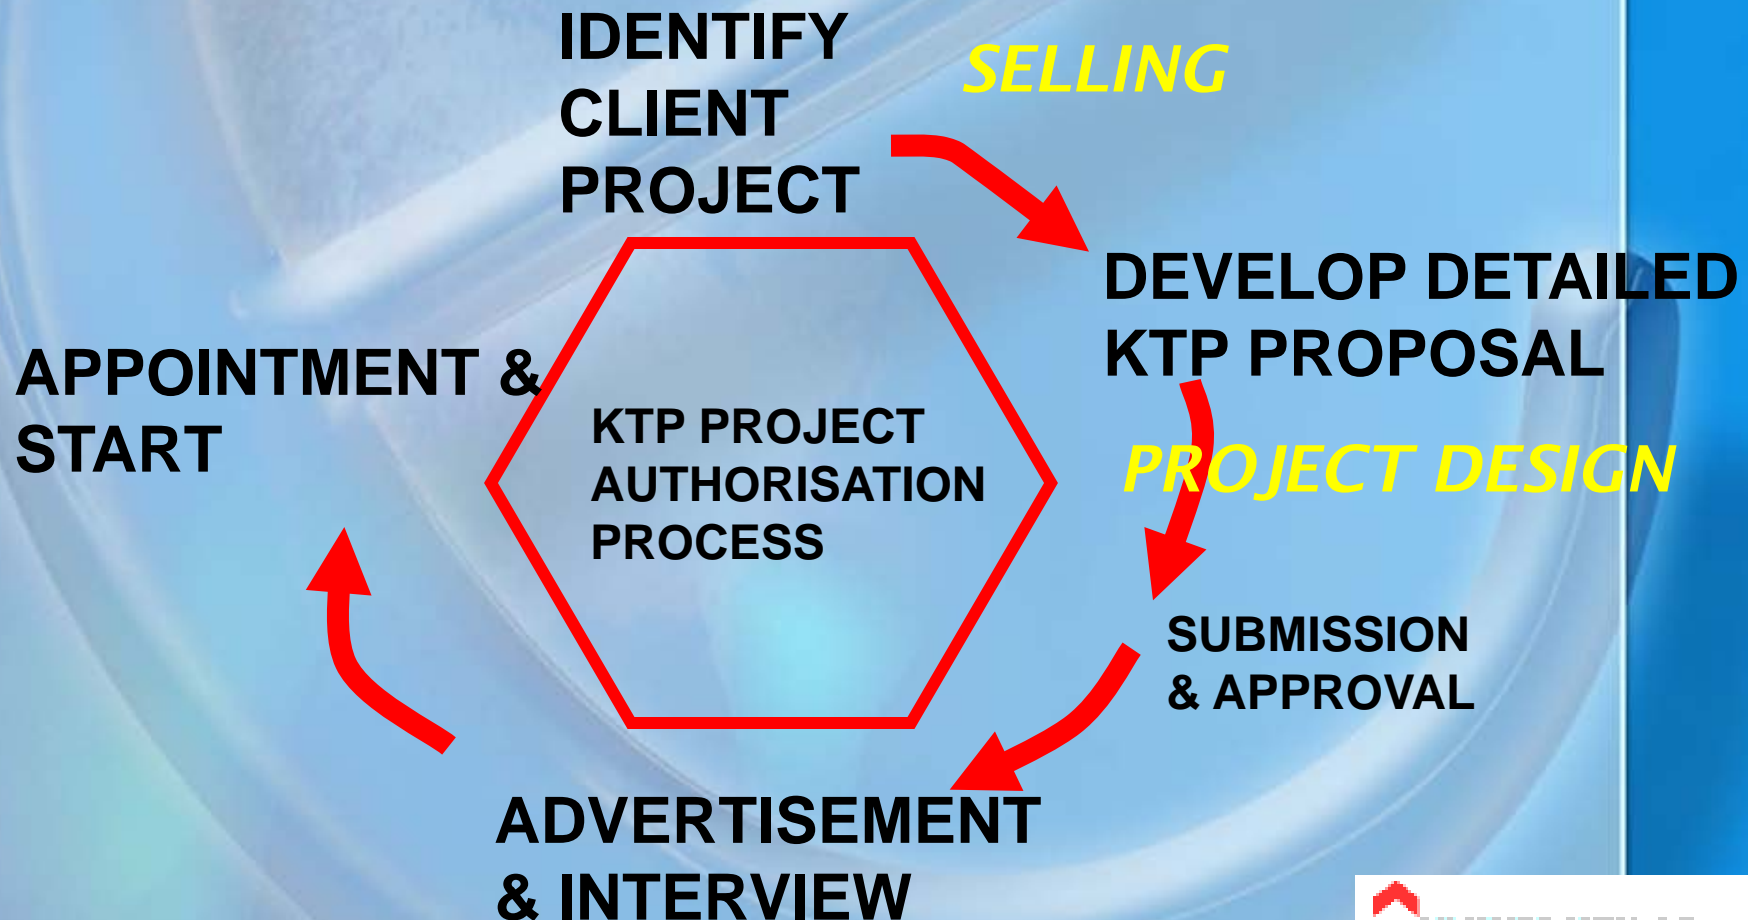 IDENTIFY
CLIENT
PROJECT
SELLING
DEVELOP DETAILED
KTP PROPOSAL
PROJECT DESIGN
SUBMISSION
& APPROVAL
ADVERTISEMENT
& INTERVIEW
APPOINTMENT &
START
KTP PROJECT
AUTHORISATION
PROCESS